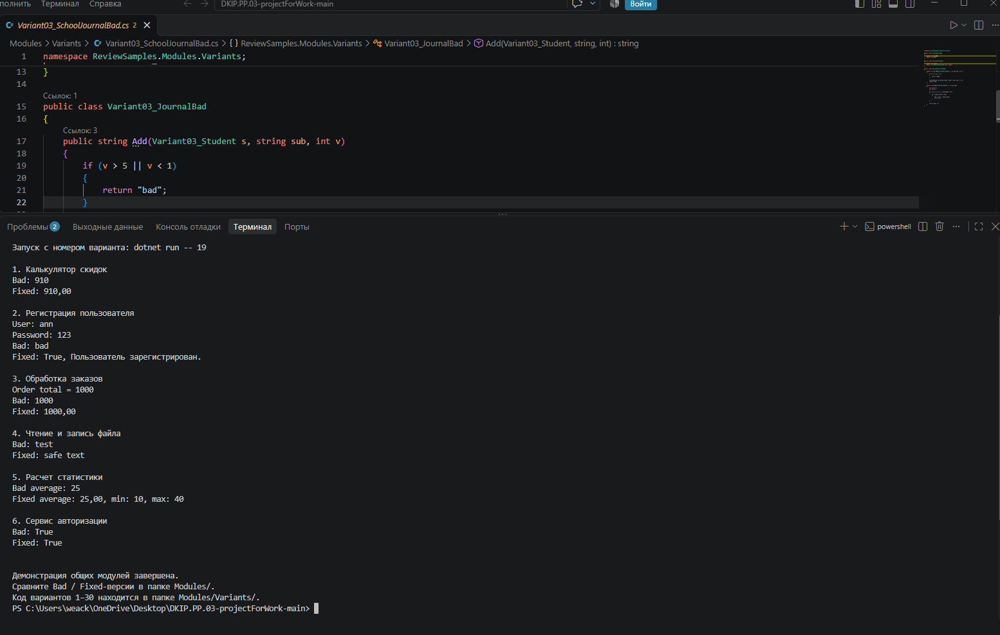 Терминал Справка DKIP.PP.03-projectForWork-main Войти
Variant03_SchoolJournalBad.cs 2
Modules > Variants > Variant03_SchoolJournalBad.cs > { } ReviewSamples.Modules.Variants > Variant03_JournalBad > Add(Variant03_Student, string, int) : string
1 namespace ReviewSamples.Modules.Variants;
13 }
14
Ссылок: 1
15 public class Variant03_JournalBad
16 {
Ссылок: 3
17 public string Add(Variant03_Student s, string sub, int v)
18 {
19 if (v > 5 || v < 1)
20 {
21 return "bad";
22 }
Проблемы 2 Выходные данные Консоль отладки Терминал Порты powershell
Запуск с номером варианта: dotnet run -- 19
1. Калькулятор скидок
Bad: 910
Fixed: 910,00
2. Регистрация пользователя
User: ann
Password: 123
Bad: bad
Fixed: True, Пользователь зарегистрирован.
3. Обработка заказов
Order total = 1000
Bad: 1000
Fixed: 1000,00
4. Чтение и запись файла
Bad: test
Fixed: safe text
5. Расчет статистики
Bad average: 25
Fixed average: 25,00, min: 10, max: 40
6. Сервис авторизации
Bad: True
Fixed: True
Демонстрация общих модулей завершена.
Сравните Bad / Fixed-версии в папке Modules/.
Код вариантов 1–30 находится в папке Modules/Variants/.
PS C:\Users\weack\OneDrive\Desktop\DKIP.PP.03-projectForWork-main>